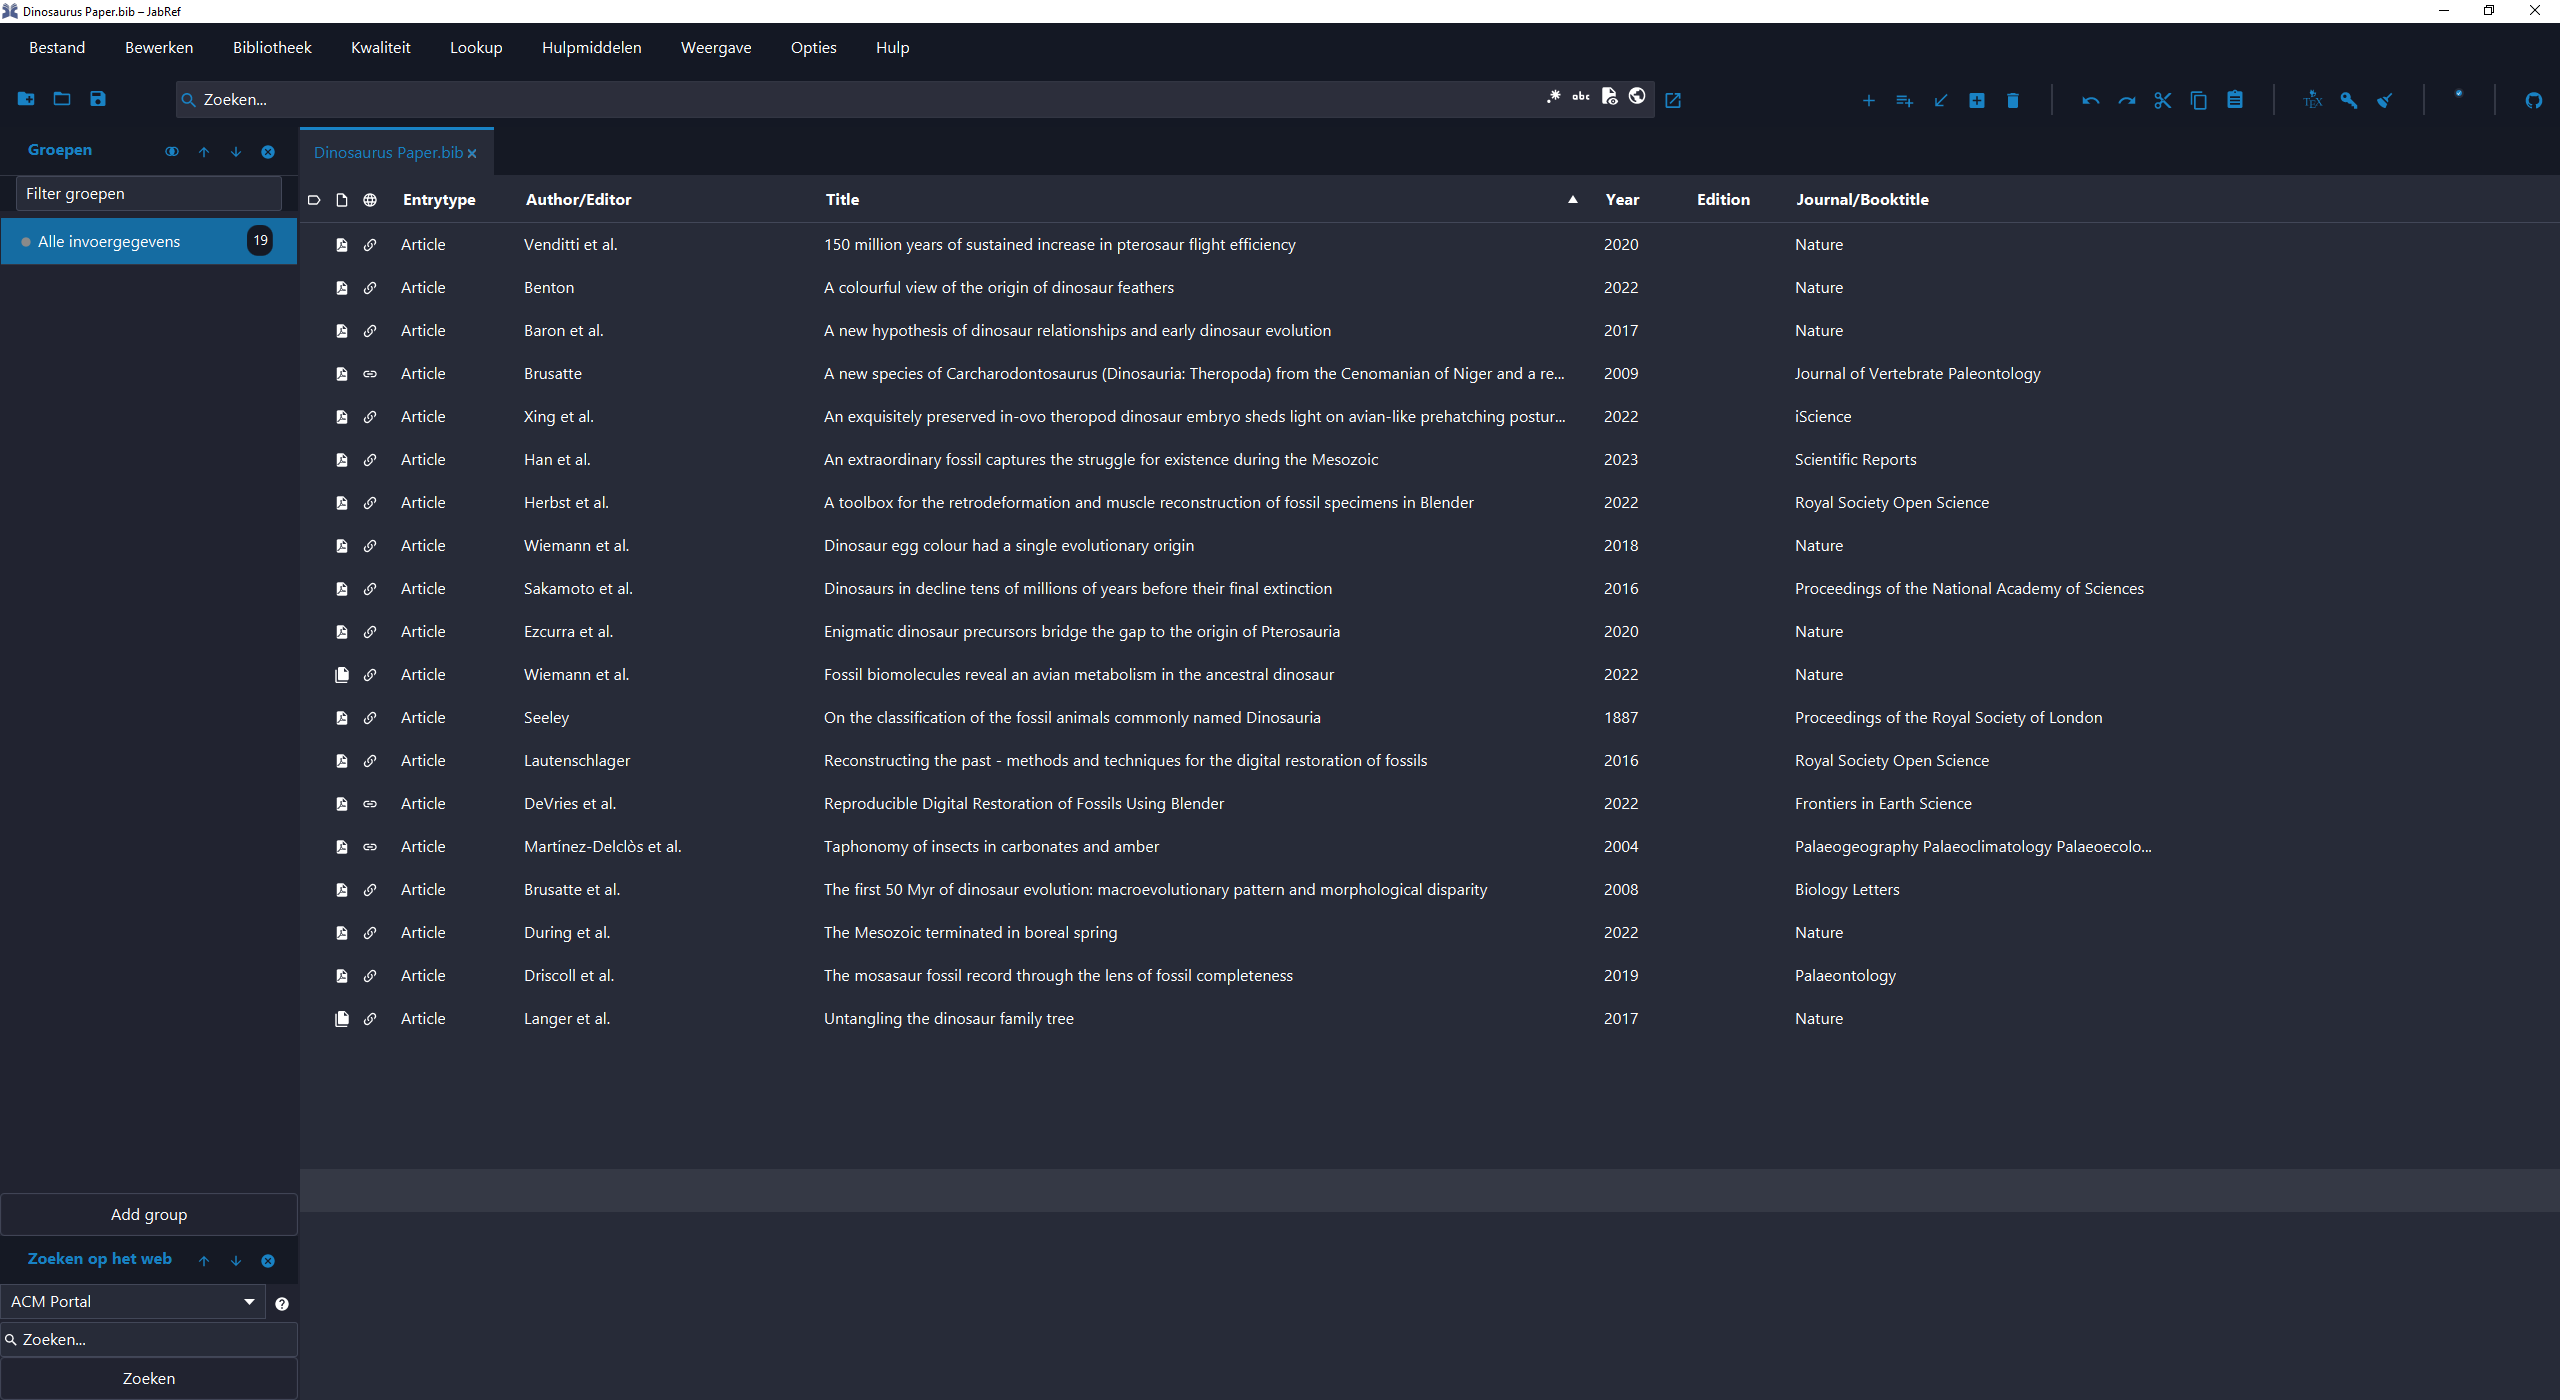 Dinosaurus Paper.bib – JabRef
Bestand Bewerken Bibliotheek Kwaliteit Lookup Hulpmiddelen Weergave Opties Hulp
Zoeken... .* abc TEX
Groepen
Filter groepen
Alle invoergegevens 19
Dinosaurus Paper.bib
Entrytype Author/Editor Title Year Edition Journal/Booktitle
Article Venditti et al. 150 million years of sustained increase in pterosaur flight efficiency 2020 Nature
Article Benton A colourful view of the origin of dinosaur feathers 2022 Nature
Article Baron et al. A new hypothesis of dinosaur relationships and early dinosaur evolution 2017 Nature
Article Brusatte A new species of Carcharodontosaurus (Dinosauria: Theropoda) from the Cenomanian of Niger and a re... 2009 Journal of Vertebrate Paleontology
Article Xing et al. An exquisitely preserved in-ovo theropod dinosaur embryo sheds light on avian-like prehatching postur... 2022 iScience
Article Han et al. An extraordinary fossil captures the struggle for existence during the Mesozoic 2023 Scientific Reports
Article Herbst et al. A toolbox for the retrodeformation and muscle reconstruction of fossil specimens in Blender 2022 Royal Society Open Science
Article Wiemann et al. Dinosaur egg colour had a single evolutionary origin 2018 Nature
Article Sakamoto et al. Dinosaurs in decline tens of millions of years before their final extinction 2016 Proceedings of the National Academy of Sciences
Article Ezcurra et al. Enigmatic dinosaur precursors bridge the gap to the origin of Pterosauria 2020 Nature
Article Wiemann et al. Fossil biomolecules reveal an avian metabolism in the ancestral dinosaur 2022 Nature
Article Seeley On the classification of the fossil animals commonly named Dinosauria 1887 Proceedings of the Royal Society of London
Article Lautenschlager Reconstructing the past - methods and techniques for the digital restoration of fossils 2016 Royal Society Open Science
Article DeVries et al. Reproducible Digital Restoration of Fossils Using Blender 2022 Frontiers in Earth Science
Article Martínez-Delclòs et al. Taphonomy of insects in carbonates and amber 2004 Palaeogeography Palaeoclimatology Palaeoecolo...
Article Brusatte et al. The first 50 Myr of dinosaur evolution: macroevolutionary pattern and morphological disparity 2008 Biology Letters
Article During et al. The Mesozoic terminated in boreal spring 2022 Nature
Article Driscoll et al. The mosasaur fossil record through the lens of fossil completeness 2019 Palaeontology
Article Langer et al. Untangling the dinosaur family tree 2017 Nature
Add group
Zoeken op het web
ACM Portal
Zoeken...
Zoeken